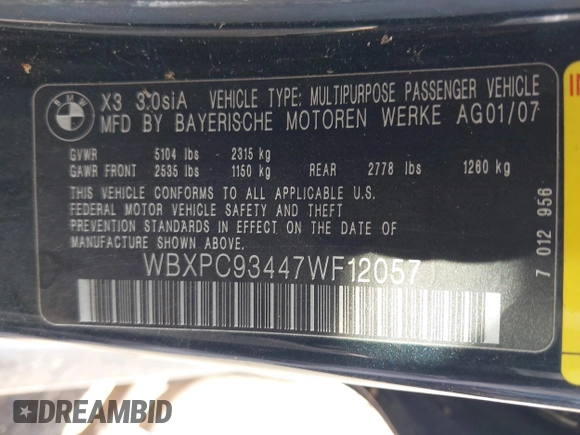 BMW
X3 3.0siA VEHICLE TYPE: MULTIPURPOSE PASSENGER VEHICLE
MFD BY BAYERISCHE MOTOREN WERKE AG01/07
GVWR 5104 lbs 2315 kg
GAWR FRONT 2535 lbs 1150 kg REAR 2778 lbs 1260 kg
THIS VEHICLE CONFORMS TO ALL APPLICABLE U.S.
FEDERAL MOTOR VEHICLE SAFETY AND THEFT
PREVENTION STANDARDS IN EFFECT ON THE DAY OF
MANUFACTURE SHOWN ABOVE.
WBXPC93447WF12057
7 012 956
DREAMBID